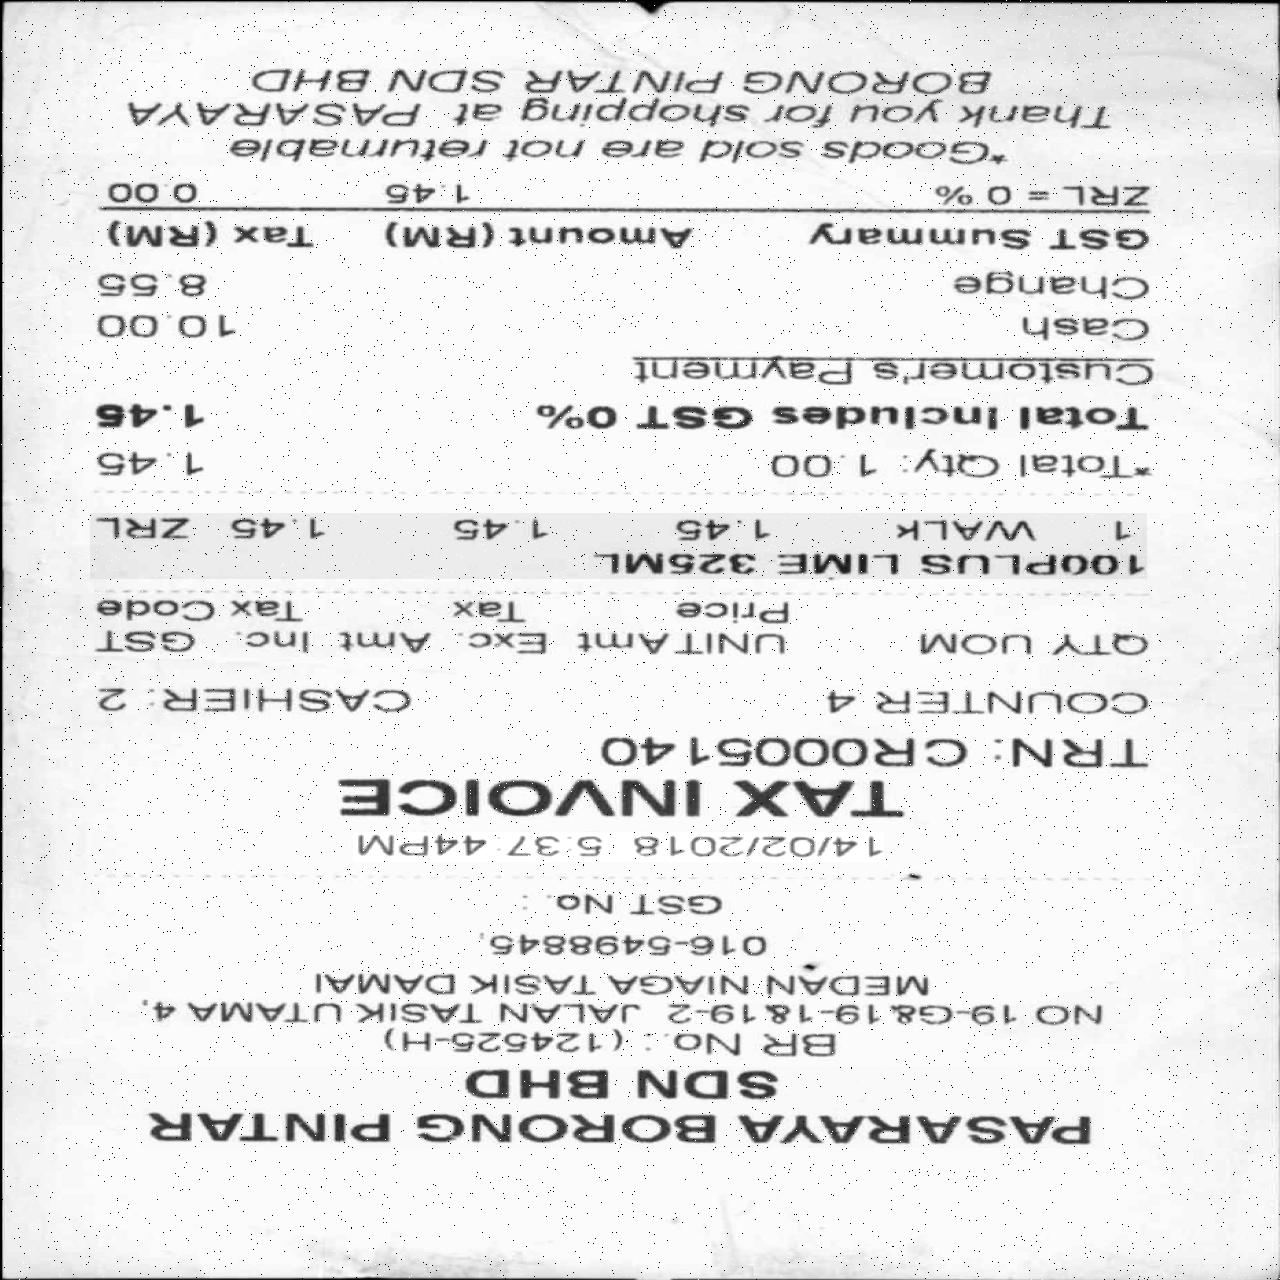 PASARAYA BORONG PINTAR
SDN BHD
BR No. : (124525-H)
NO 19-G&19-1&19-2 JALAN TASIK UTAMA 4,
MEDAN NIAGA TASIK DAMAI
016-5498845,
GST No. :
14/02/2018 5:37:44PM
TAX INVOICE
TRN: CR0005140
COUNTER 4 CASHIER: 2
QTY UOM UNITAmt Exc. Amt Inc. GST
Price Tax Tax Code
100PLUS LIME 325ML
1 WALK 1.45 1.45 1.45 ZRL
*Total Qty: 1.00 1.45
Total Includes GST 0% 1.45
Customer's Payment
Cash 10.00
Change 8.55
GST Summary Amount (RM) Tax (RM)
ZRL = 0 % 1.45 0.00
*Goods sold are not returnable
Thank you for shopping at PASARAYA
BORONG PINTAR SDN BHD